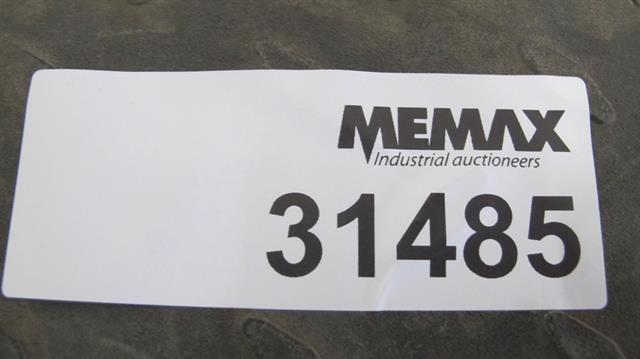 MEMAX
Industrial auctioneers
31485